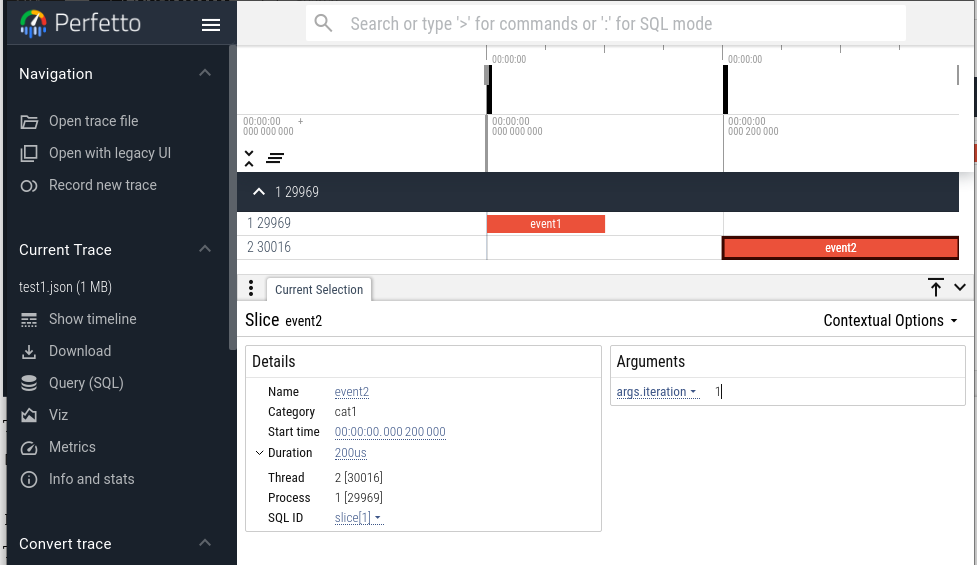 Perfetto
Search or type '>' for commands or ':' for SQL mode
Navigation
Open trace file
Open with legacy UI
Record new trace
Current Trace
test1.json (1 MB)
Show timeline
Download
Query (SQL)
Viz
Metrics
Info and stats
Convert trace
00:00:00 00:00:00
00:00:00 + 00:00:00 00:00:00
000 000 000 000 000 000 000 200 000
1 29969
1 29969 event1
2 30016 event2
Current Selection
Slice event2 Contextual Options
Details
Name event2
Category cat1
Start time 00:00:00.000 200 000
Duration 200us
Thread 2 [30016]
Process 1 [29969]
SQL ID slice[1]
Arguments
args.iteration 1